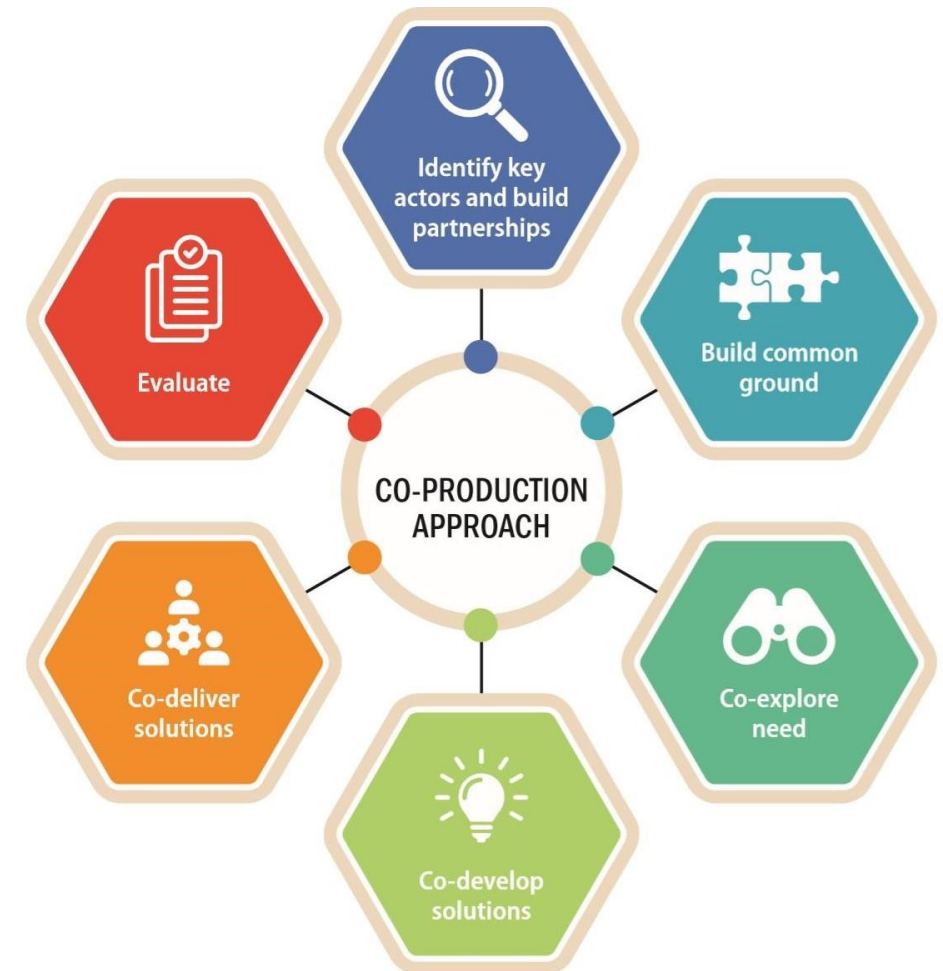 Identify key
actors and build
partnerships
Build common
ground
Co-explore
need
Co-develop
solutions
Co-deliver
solutions
Evaluate
CO-PRODUCTION
APPROACH